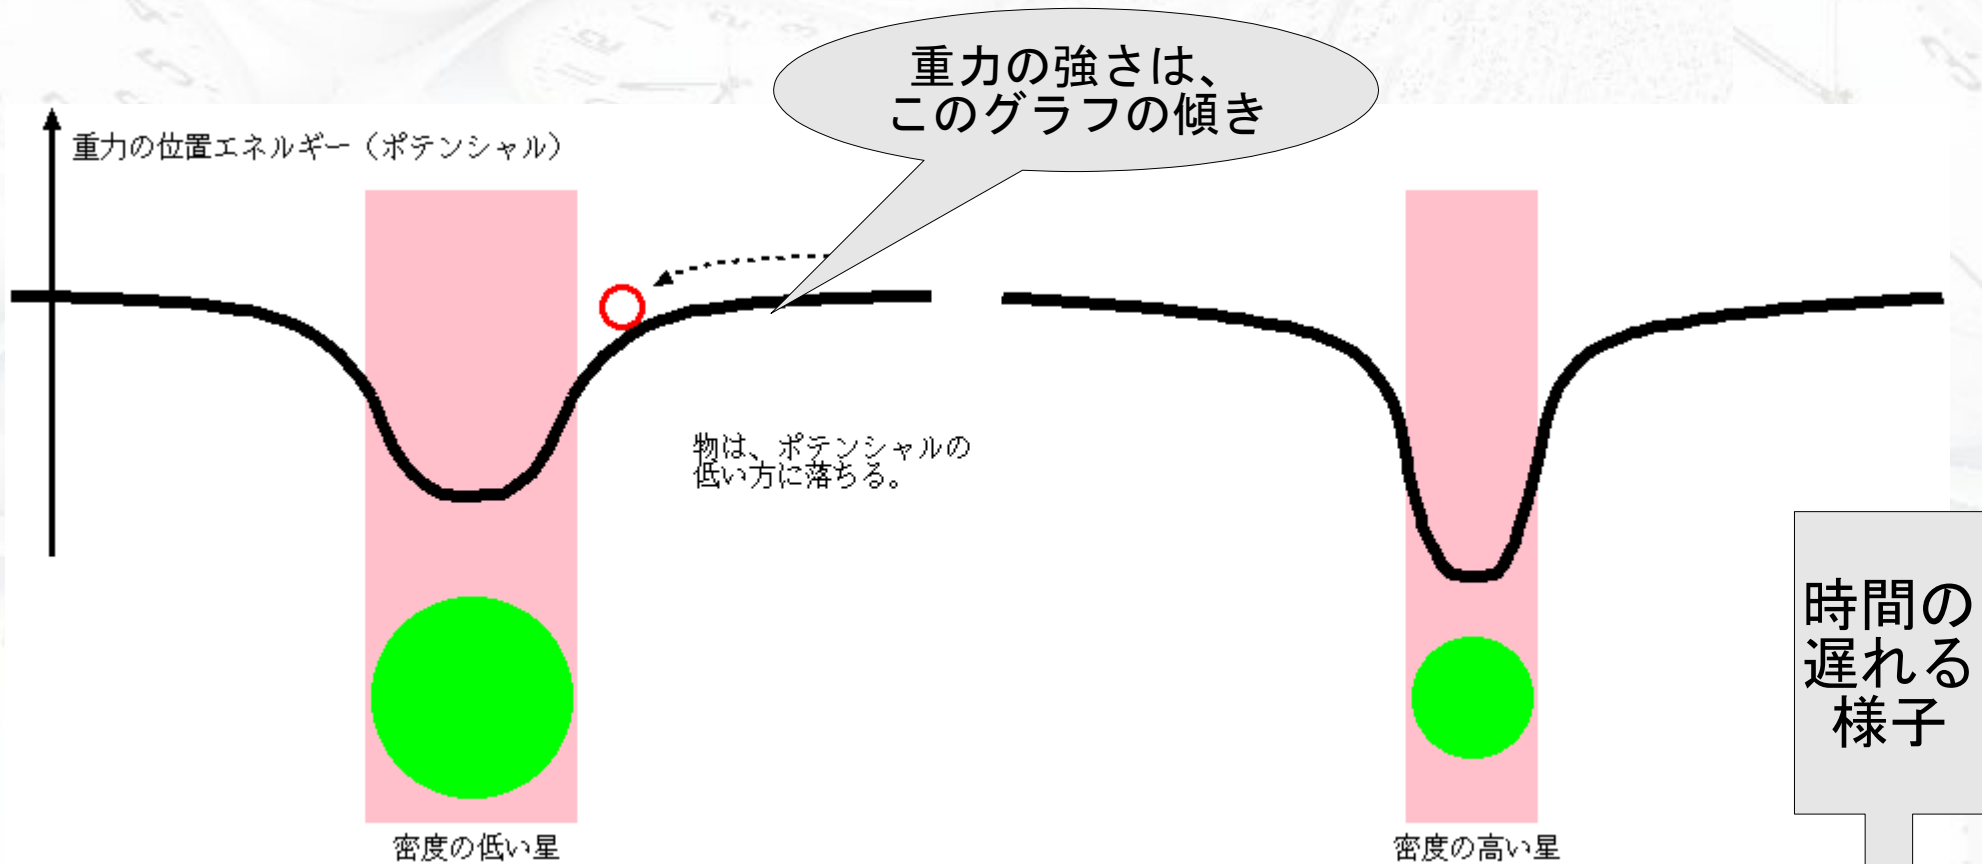 重力の強さは、
このグラフの傾き
重力の位置エネルギー（ポテンシャル）
物は、ポテンシャルの
低い方に落ちる。
時間の
遅れる
様子
密度の低い星
密度の高い星